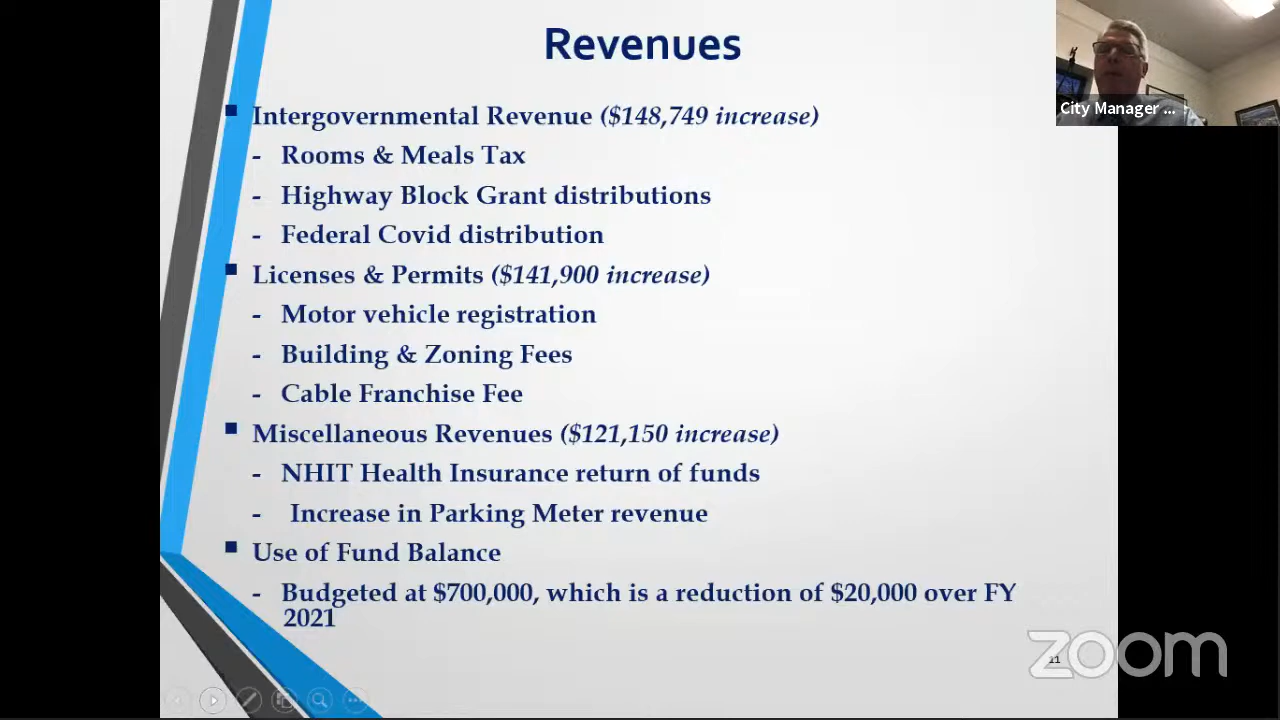 Revenues
City Manager ...
Intergovernmental Revenue ($148,749 increase)
- Rooms & Meals Tax
- Highway Block Grant distributions
- Federal Covid distribution
Licenses & Permits ($141,900 increase)
- Motor vehicle registration
- Building & Zoning Fees
- Cable Franchise Fee
Miscellaneous Revenues ($121,150 increase)
- NHIT Health Insurance return of funds
- Increase in Parking Meter revenue
Use of Fund Balance
- Budgeted at $700,000, which is a reduction of $20,000 over FY
2021
zoom
11